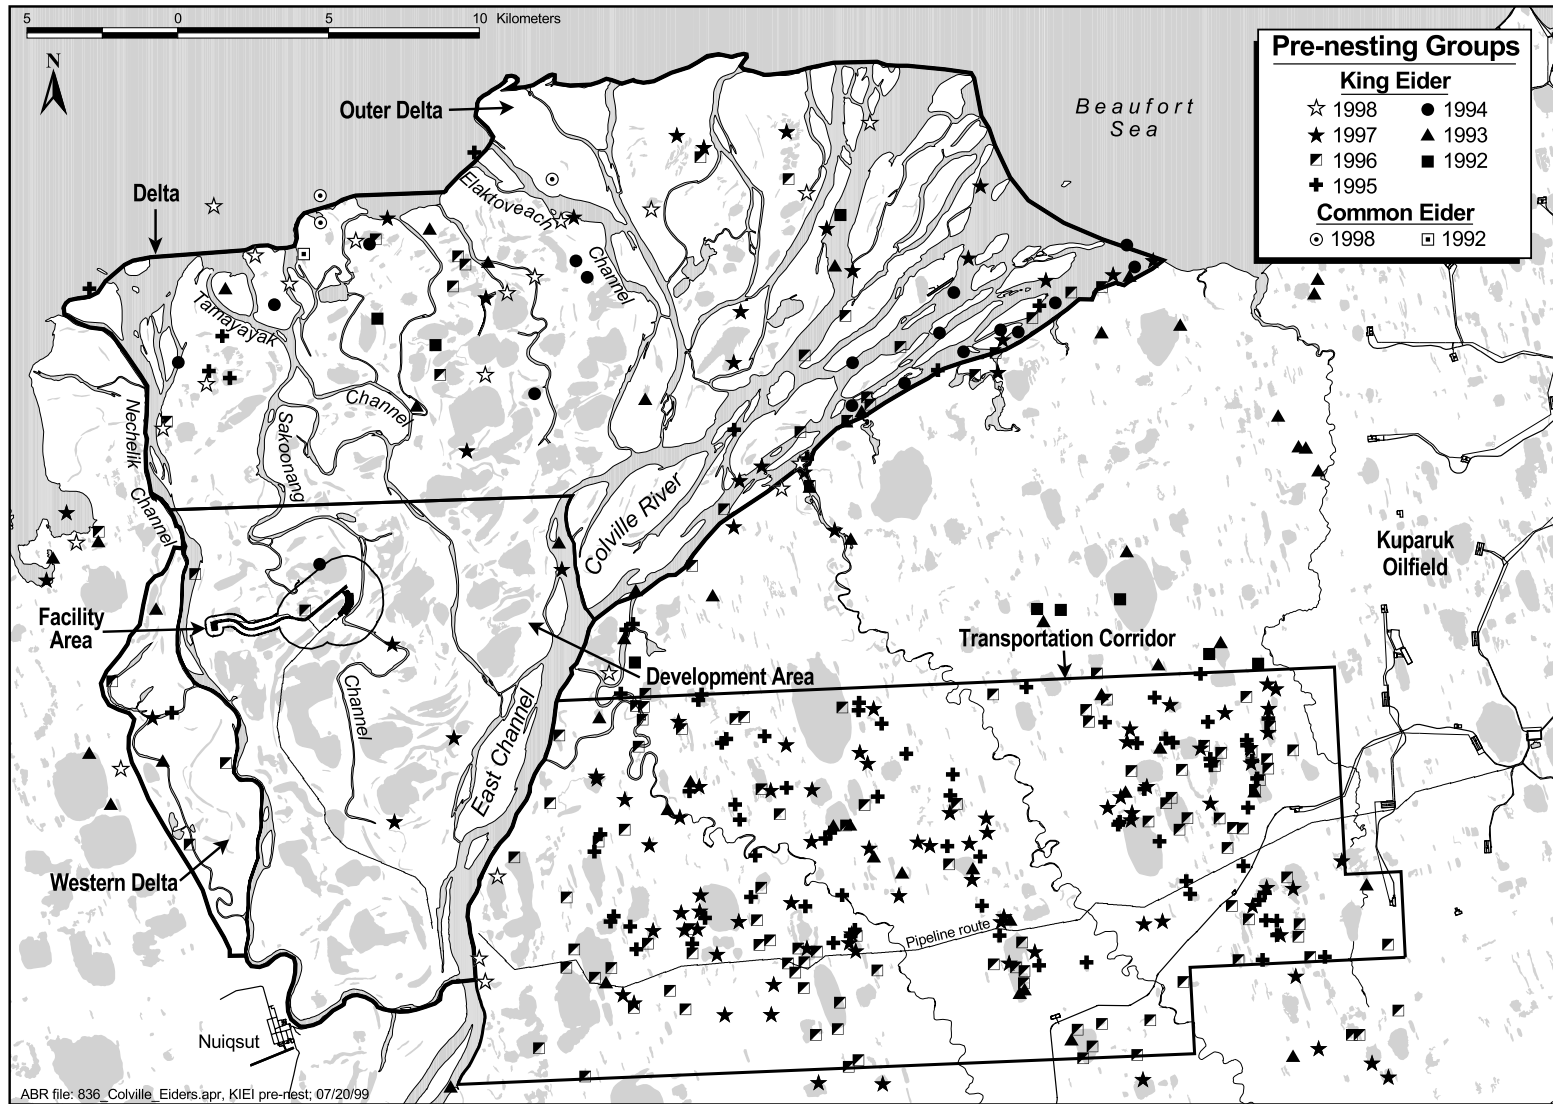 5 0 5 10 Kilometers
N
Pre-nesting Groups
King Eider
1998 1994
1997 1993
1996 1992
1995
Common Eider
1998 1992
Beaufort
Sea
Outer Delta
Delta
Elaktoveach
Channel
Tamayayak
Channel
Nechelik
Channel
Sakoonang
Channel
Colville River
Kuparuk
Oilfield
Facility
Area
Transportation Corridor
Development Area
East Channel
Western Delta
Pipeline route
Nuiqsut
ABR file: 836_Colville_Eiders.apr, KIEI pre-nest; 07/20/99